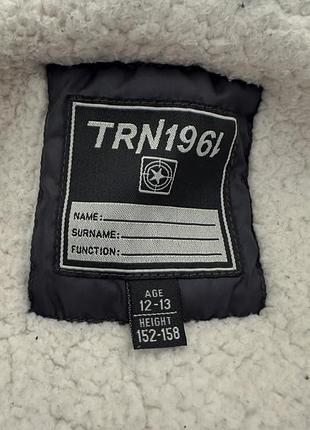 TRN1961
NAME:
SURNAME:
FUNCTION:
AGE
12-13
HEIGHT
152-158